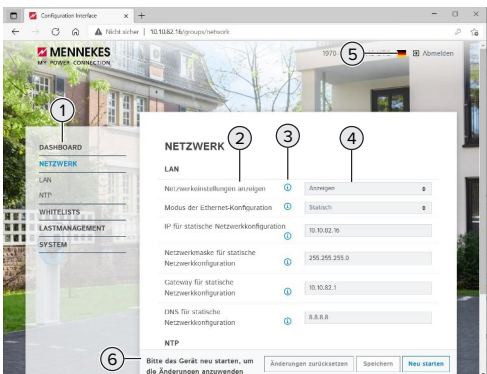 Configuration Interface
Nicht sicher | 10.10.82.16/groups/network
MENNEKES
MY POWER CONNECTION
1970
5
Abmelden
1
DASHBOARD
NETZWERK
LAN
NTP
WHITELISTS
LASTMANAGEMENT
SYSTEM
NETZWERK
2
3
4
LAN
Netzwerkeinstellungen anzeigen
Anzeigen
Modus der Ethernet-Konfiguration
Statisch
IP für statische Netzwerkkonfiguration
10.10.02.16
Netzwerkmaske für statische
Netzwerkkonfiguration
255.255.255.0
Gateway für statische
Netzwerkkonfiguration
10.10.82.1
DNS für statische
Netzwerkkonfiguration
8.8.8.8
NTP
6
Bitte das Gerät neu starten, um
die Änderungen anzuwenden
Änderungen zurücksetzen
Speichern
Neu starten